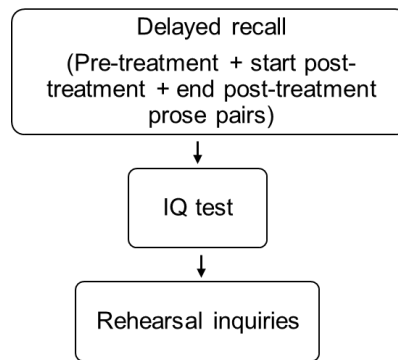 Delayed recall
(Pre-treatment + start post-
treatment + end post-treatment
prose pairs)
IQ test
Rehearsal inquiries